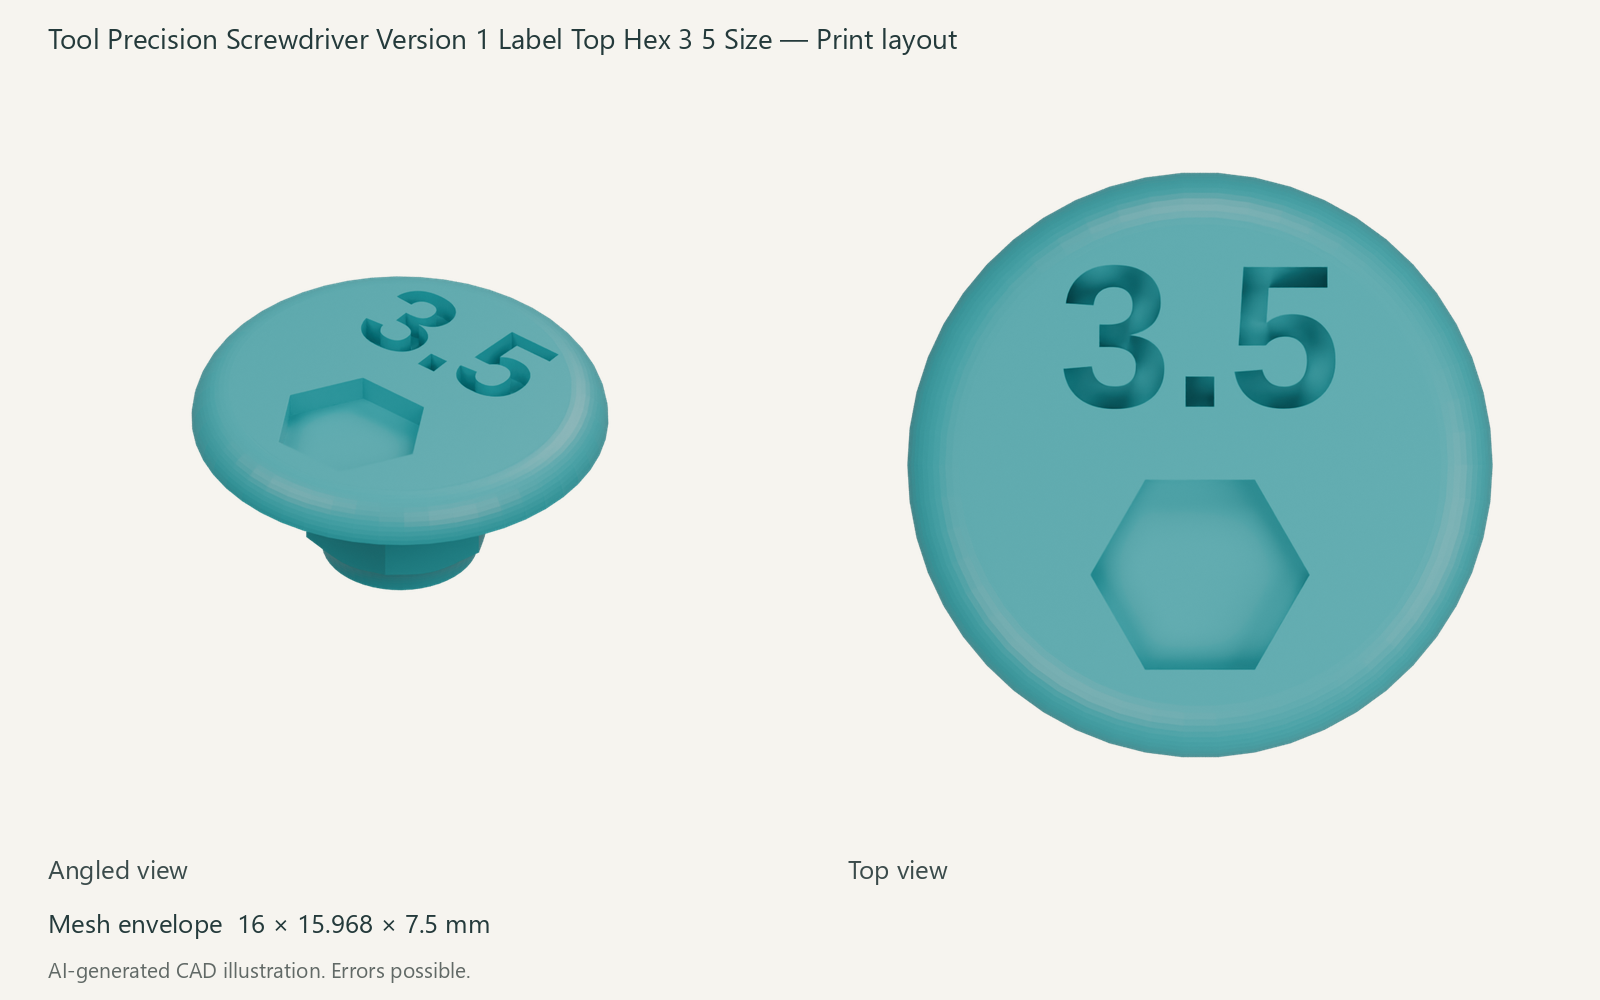 Tool Precision Screwdriver Version 1 Label Top Hex 3 5 Size — Print layout
3.5
3.5
Angled view
Top view
Mesh envelope 16 × 15.968 × 7.5 mm
AI-generated CAD illustration. Errors possible.